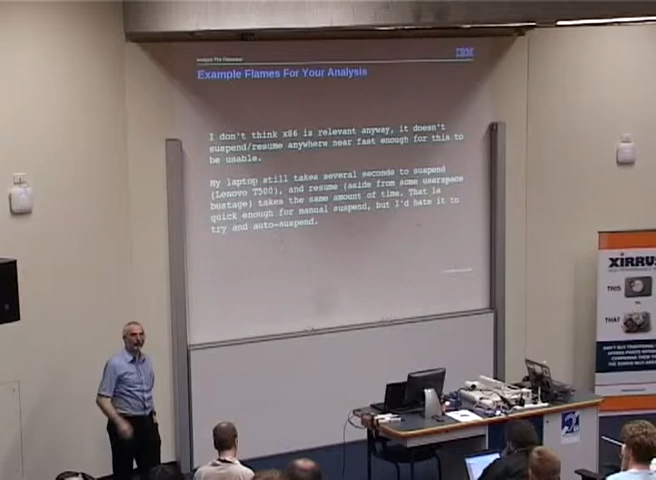 Analyze The Flamewar
IBM
Example Flames For Your Analysis
I don't think x86 is relevant anyway, it doesn't
suspend/resume anywhere near fast enough for this to
be usable.
My laptop still takes several seconds to suspend
(Lenovo T500), and resume (aside from some userspace
bustage) takes the same amount of time. That is
quick enough for manual suspend, but I'd hate it to
try and auto-suspend.
XIRRUS
THIS
THAT